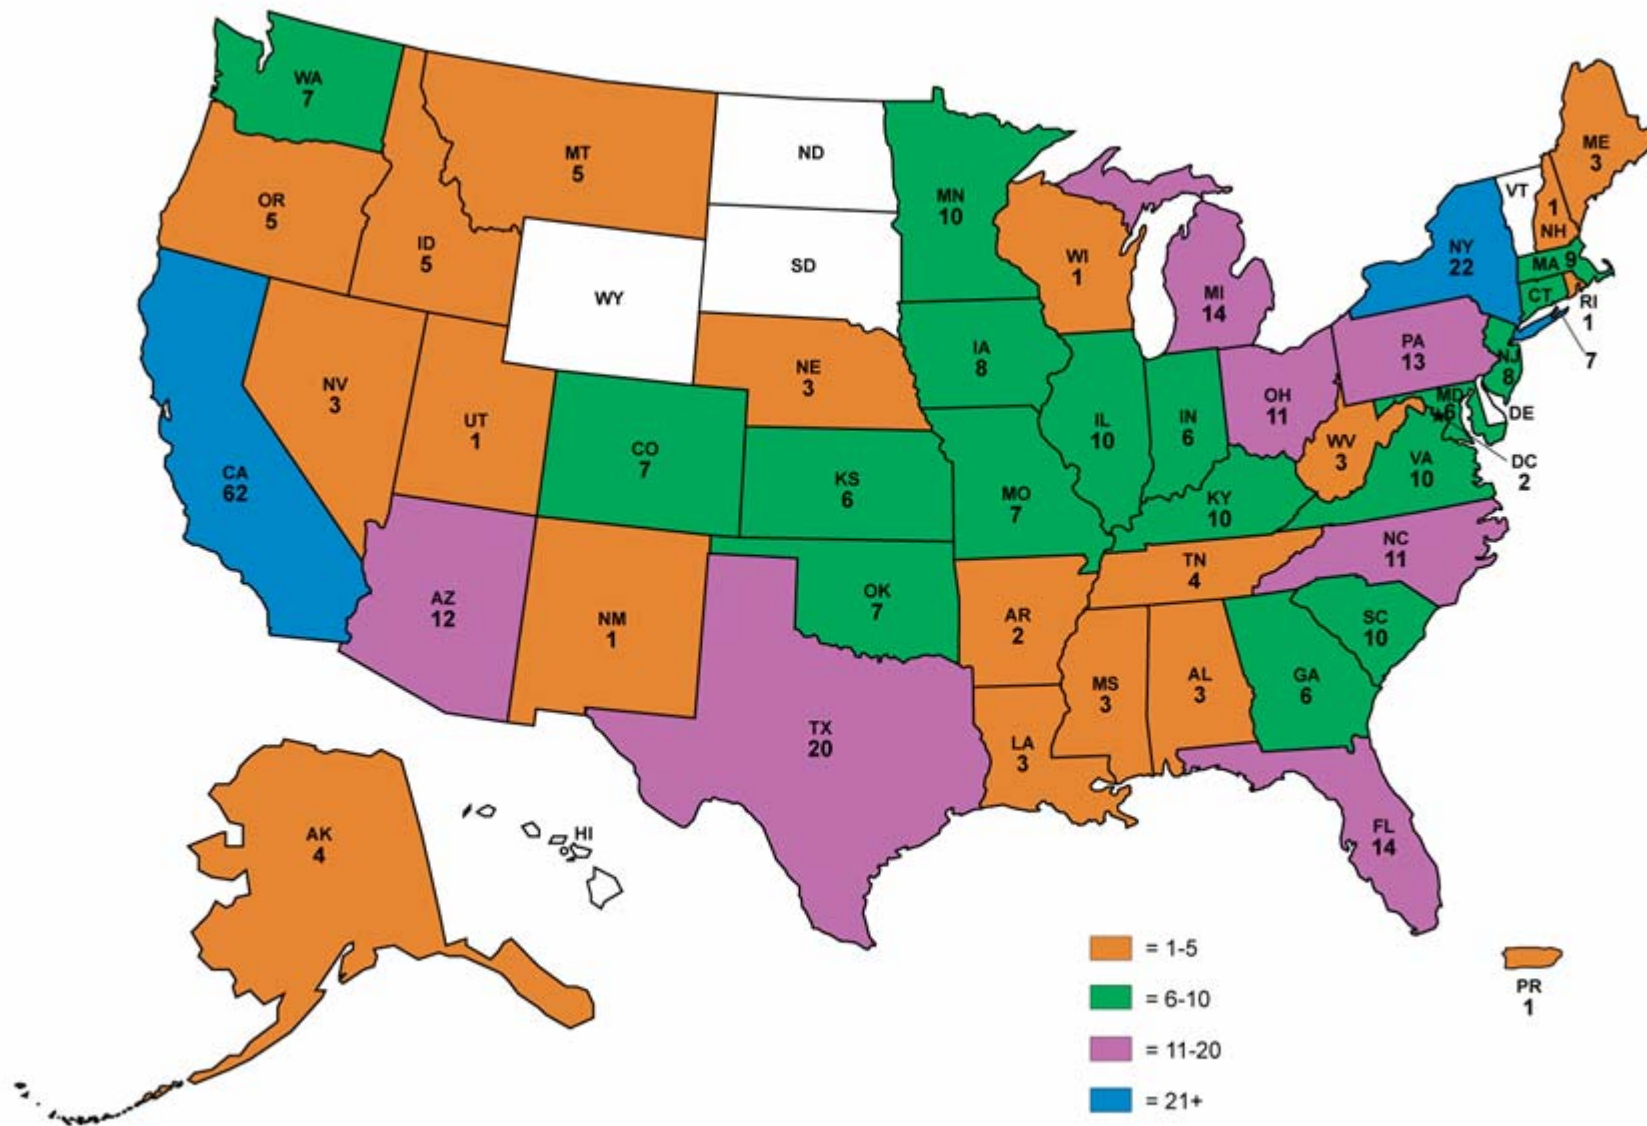 WA
7
MT
5
ND
MN
10
OR
5
ID
5
SD
WY
WI
1
MI
14
NY
22
VT
ME
3
1
NH
MA 9
CT
RI
1
7
NV
3
UT
1
NE
3
IA
8
PA
13
NJ
8
OH
11
MD
6
DE
DC
2
CA
62
CO
7
KS
6
MO
7
IL
10
IN
6
WV
3
VA
10
KY
10
AZ
12
NM
1
OK
7
AR
2
TN
4
NC
11
SC
10
TX
20
LA
3
MS
3
AL
3
GA
6
FL
14
AK
4
HI
PR
1
= 1-5
= 6-10
= 11-20
= 21+